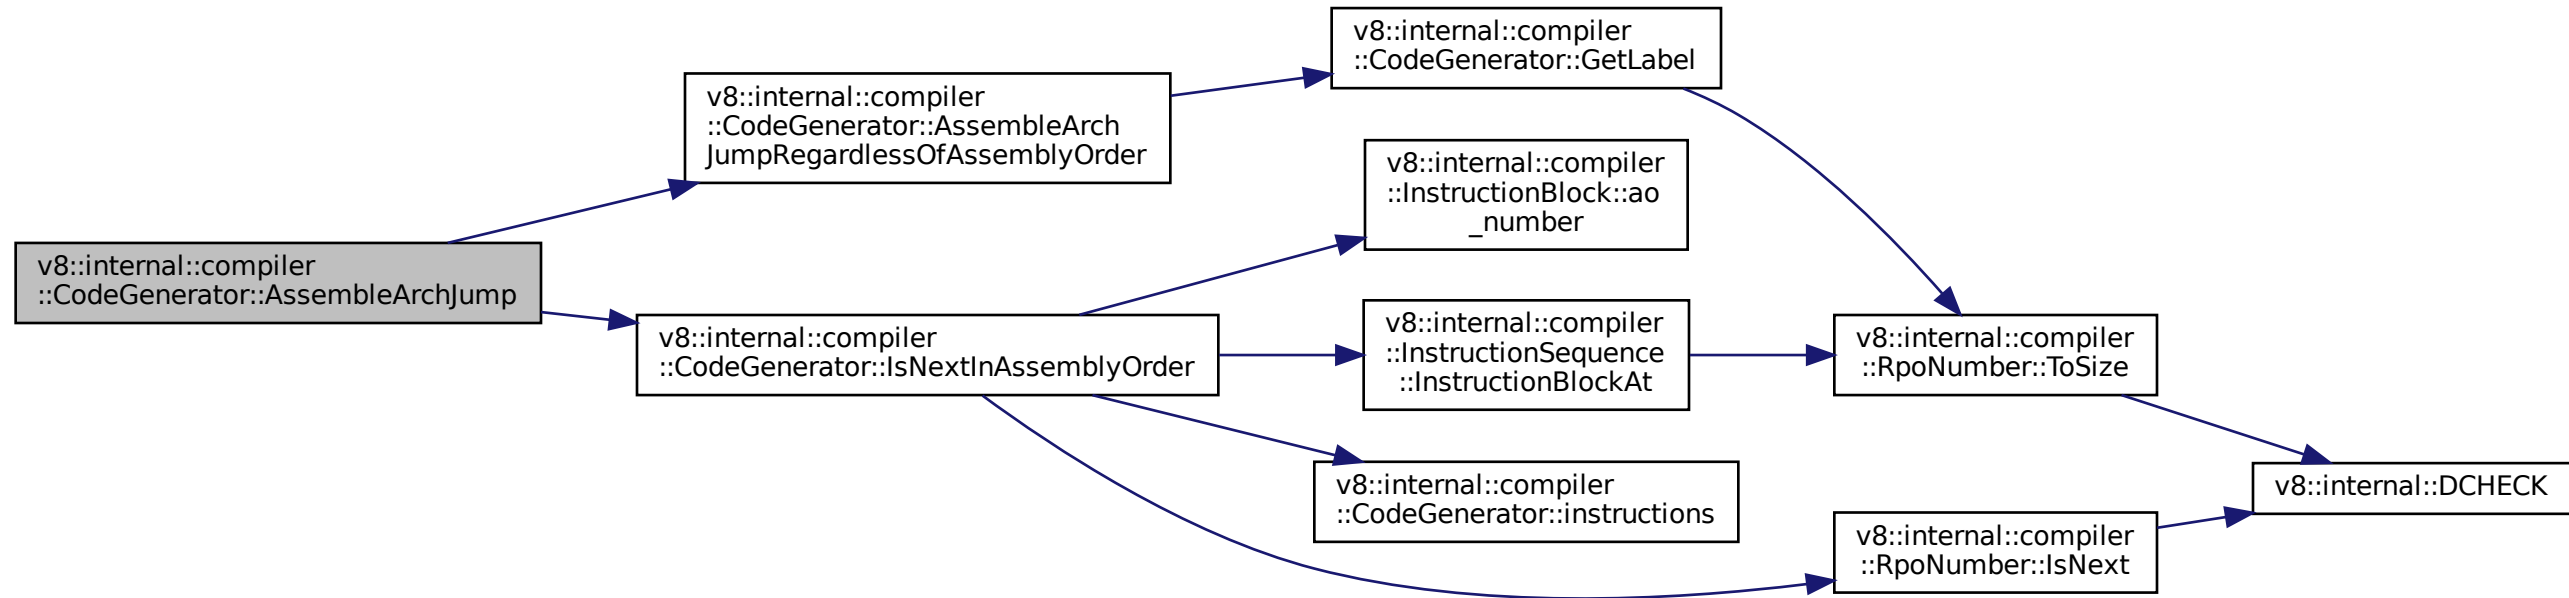 v8::internal::compiler
::CodeGenerator::AssembleArchJump
v8::internal::compiler
::CodeGenerator::AssembleArch
JumpRegardlessOfAssemblyOrder
v8::internal::compiler
::CodeGenerator::IsNextInAssemblyOrder
v8::internal::compiler
::CodeGenerator::GetLabel
v8::internal::compiler
::InstructionBlock::ao
_number
v8::internal::compiler
::InstructionSequence
::InstructionBlockAt
v8::internal::compiler
::CodeGenerator::instructions
v8::internal::compiler
::RpoNumber::ToSize
v8::internal::compiler
::RpoNumber::IsNext
v8::internal::DCHECK